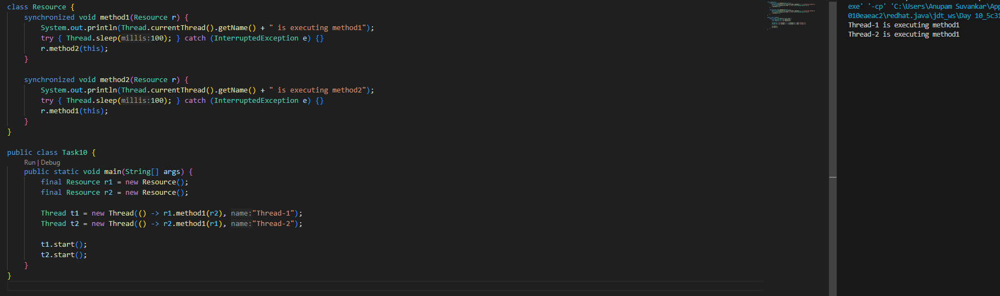 class Resource {
synchronized void method1(Resource r) {
System.out.println(Thread.currentThread().getName() + " is executing method1");
try { Thread.sleep(millis:100); } catch (InterruptedException e) {}
r.method2(this);
}
synchronized void method2(Resource r) {
System.out.println(Thread.currentThread().getName() + " is executing method2");
try { Thread.sleep(millis:100); } catch (InterruptedException e) {}
r.method1(this);
}
}
public class Task10 {
Run | Debug
public static void main(String[] args) {
final Resource r1 = new Resource();
final Resource r2 = new Resource();
Thread t1 = new Thread(() -> r1.method1(r2), name:"Thread-1");
Thread t2 = new Thread(() -> r2.method1(r1), name:"Thread-2");
t1.start();
t2.start();
}
}
exe' '-cp' 'C:\Users\Anupam Suvankar\App
010eaeac2\redhat.java\jdt_ws\Day 10_5c31
Thread-1 is executing method1
Thread-2 is executing method1